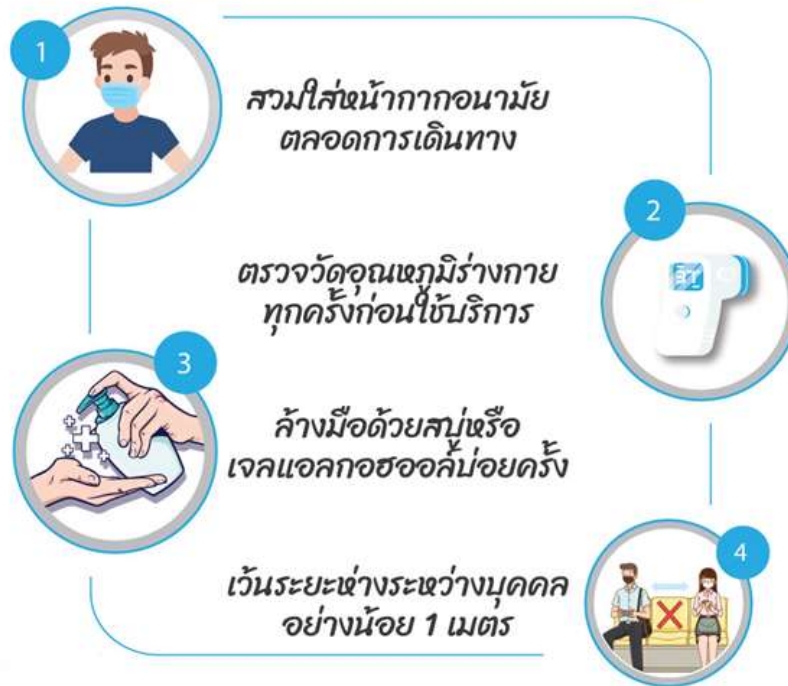 1
สวมใส่หน้ากากอนามัย
ตลอดการเดินทาง
2
37
ตรวจวัดอุณหภูมิร่างกาย
ทุกครั้งก่อนใช้บริการ
3
ล้างมือด้วยสบู่หรือ
เจลแอลกอฮออล์บ่อยครั้ง
4
เว้นระยะห่างระหว่างบุคคล
อย่างน้อย 1 เมตร